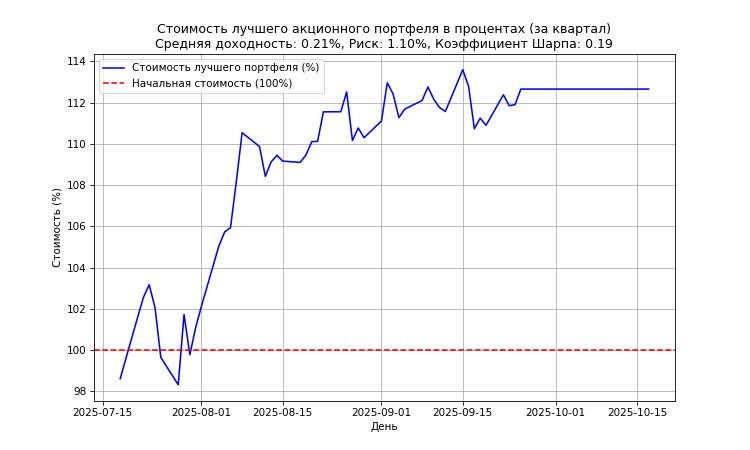 Стоимость лучшего акционного портфеля в процентах (за квартал)
Средняя доходность: 0.21%, Риск: 1.10%, Коэффициент Шарпа: 0.19
Стоимость лучшего портфеля (%)
Начальная стоимость (100%)
Стоимость (%)
114
112
110
108
106
104
102
100
98
2025-07-15
2025-08-01
2025-08-15
2025-09-01
2025-09-15
2025-10-01
2025-10-15
День